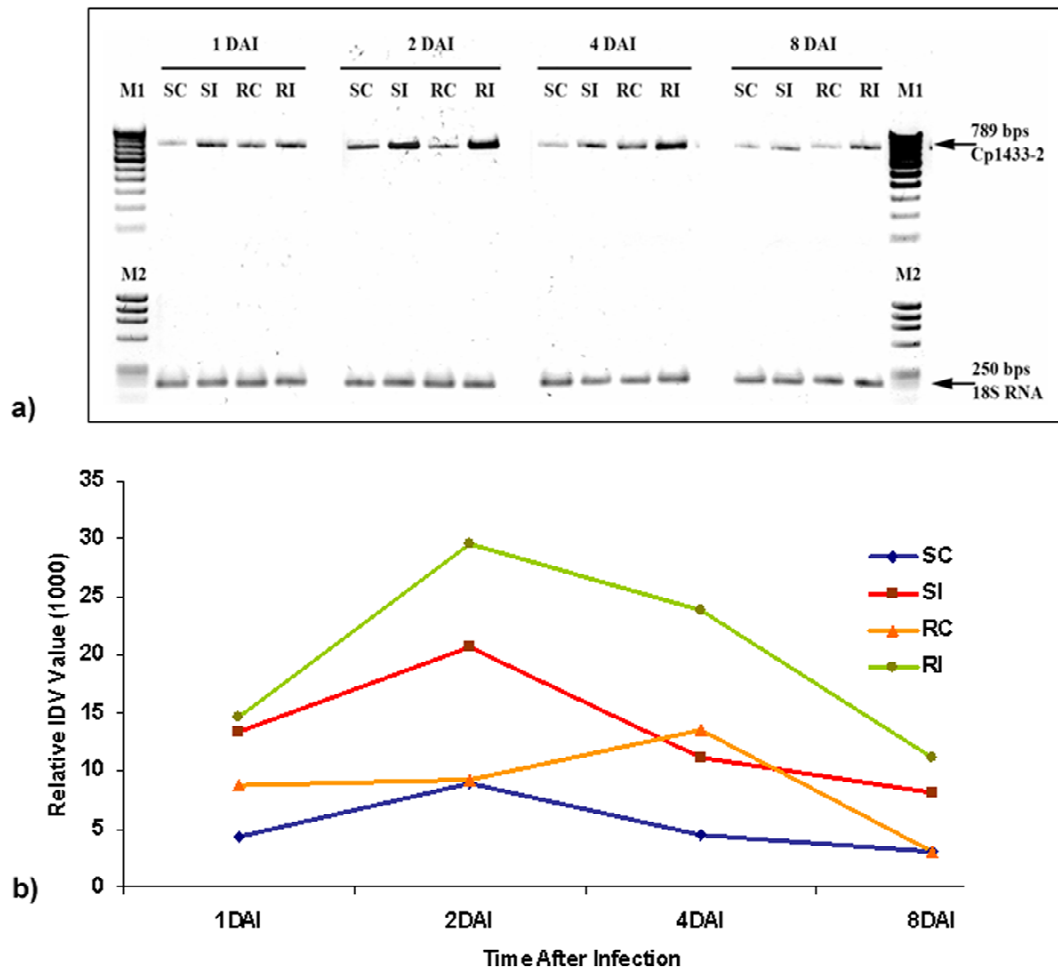 1 DAI 2 DAI 4 DAI 8 DAI
M1 SC SI RC RI SC SI RC RI SC SI RC RI SC SI RC RI M1
789 bps
Cp1433-2
M2 M2
250 bps
18S RNA
a)
35
30
25
20
15
10
5
0
Relative IDV Value (1000)
SC
SI
RC
RI
b)
1DAI 2DAI 4DAI 8DAI
Time After Infection